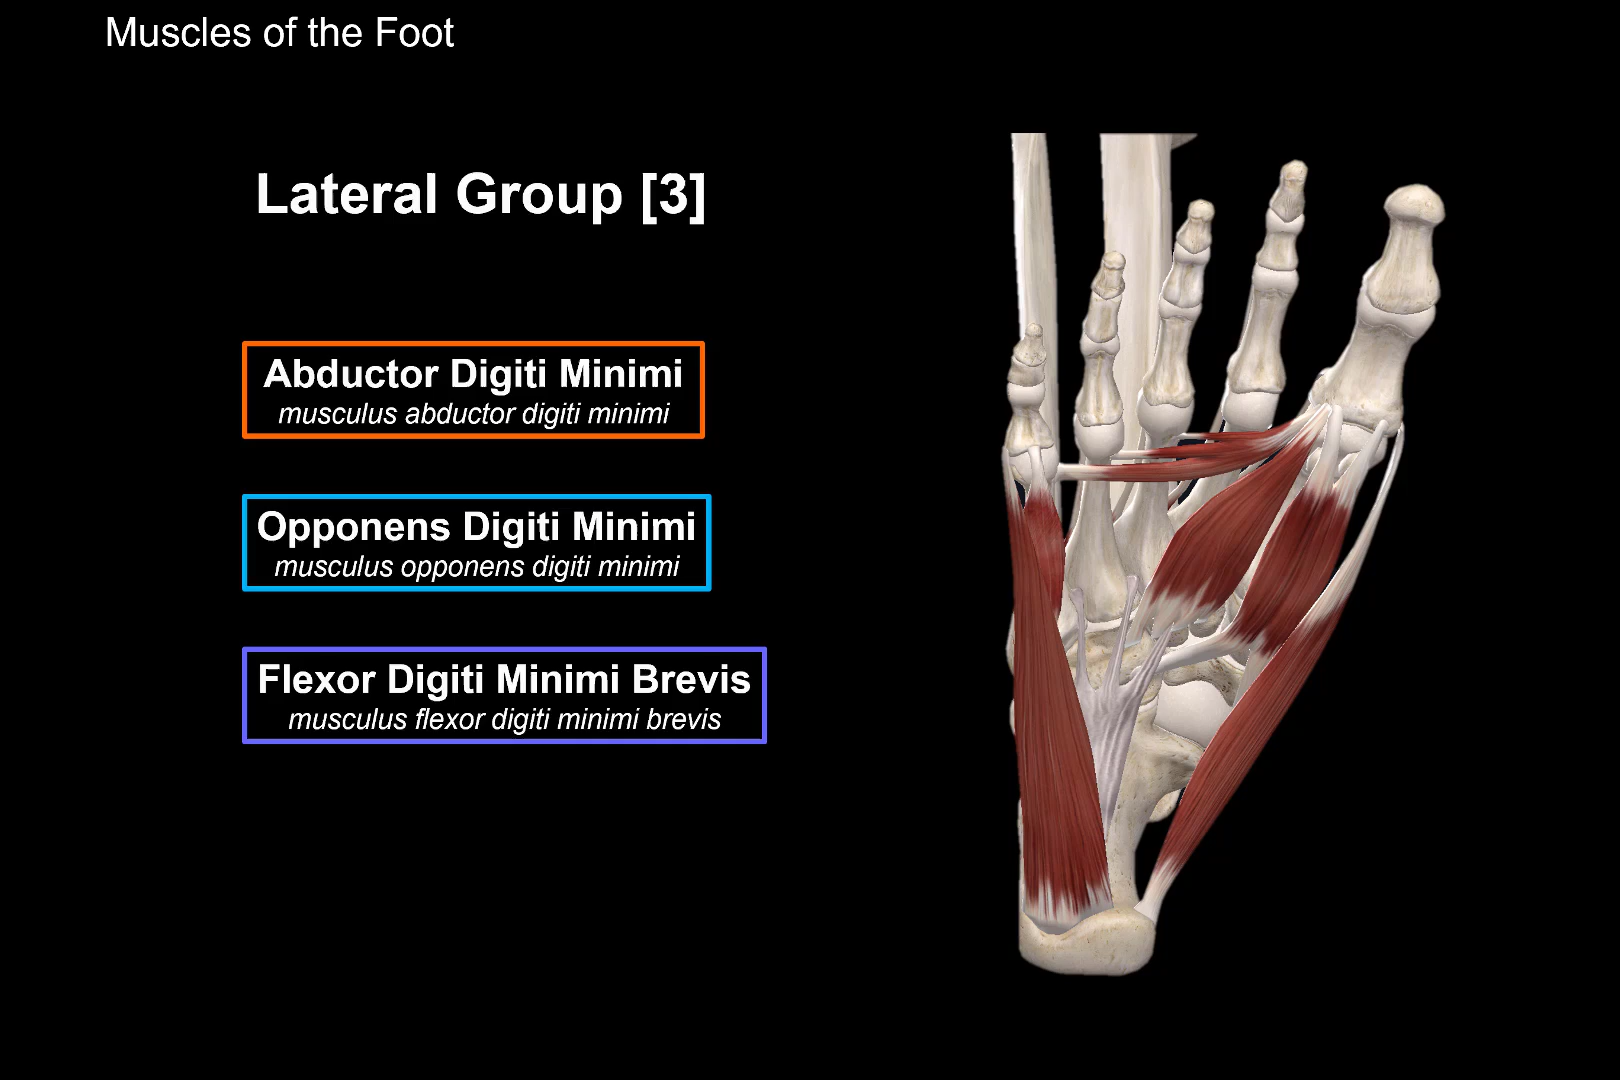 Muscles of the Foot
Lateral Group [3]
Abductor Digiti Minimi
musculus abductor digiti minimi
Opponens Digiti Minimi
musculus opponens digiti minimi
Flexor Digiti Minimi Brevis
musculus flexor digiti minimi brevis